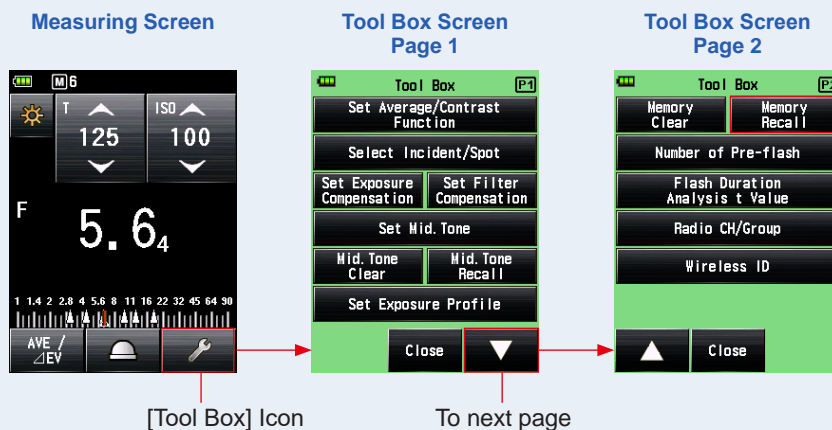 Measuring Screen
M 6
T
125
ISO
100
F
5.6 4
1 1.4 2 2.8 4 5.6 8 11 16 22 32 45 64 90
AVE /
⊿EV
[Tool Box] Icon
Tool Box Screen
Page 1
Tool Box P1
Set Average/Contrast
Function
Select Incident/Spot
Set Exposure
Compensation
Set Filter
Compensation
Set Mid.Tone
Mid.Tone
Clear
Mid.Tone
Recall
Set Exposure Profile
Close
To next page
Tool Box Screen
Page 2
Tool Box
Memory
Clear
Memory
Recall
Number of Pre-flash
Flash Duration
Analysis t Value
Radio CH/Group
Wireless ID
Close